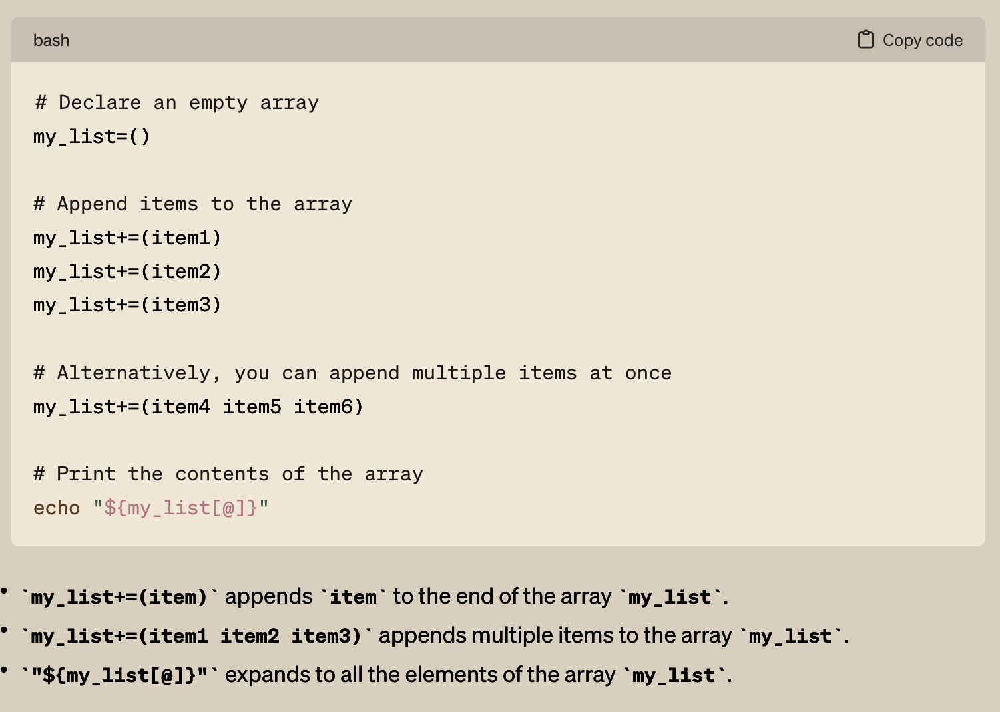 bash
Copy code
# Declare an empty array
my_list=()
# Append items to the array
my_list+=(item1)
my_list+=(item2)
my_list+=(item3)
# Alternatively, you can append multiple items at once
my_list+=(item4 item5 item6)
# Print the contents of the array
echo "${my_list[@]}"
• `my_list+=(item)` appends `item` to the end of the array `my_list`.
• `my_list+=(item1 item2 item3)` appends multiple items to the array `my_list`.
• `"${my_list[@]}"` expands to all the elements of the array `my_list`.